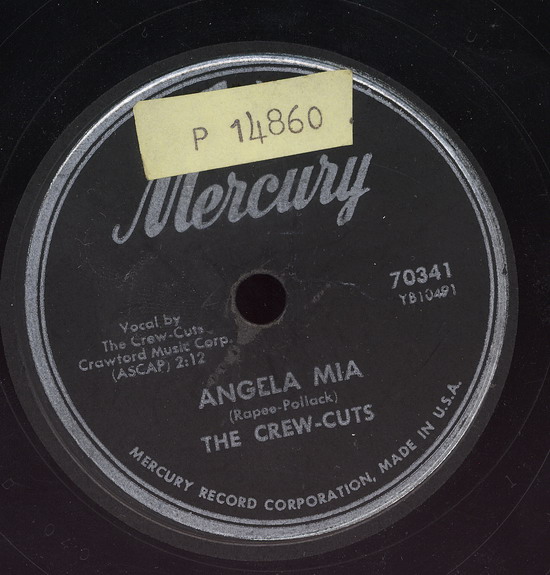 P 14860
Mercury
70341
YB10491
Vocal by
The Crew-Cuts
Crawford Music Corp.
(ASCAP) 2:12
ANGELA MIA
(Rapee-Pollack)
THE CREW-CUTS
MERCURY RECORD CORPORATION, MADE IN U.S.A.